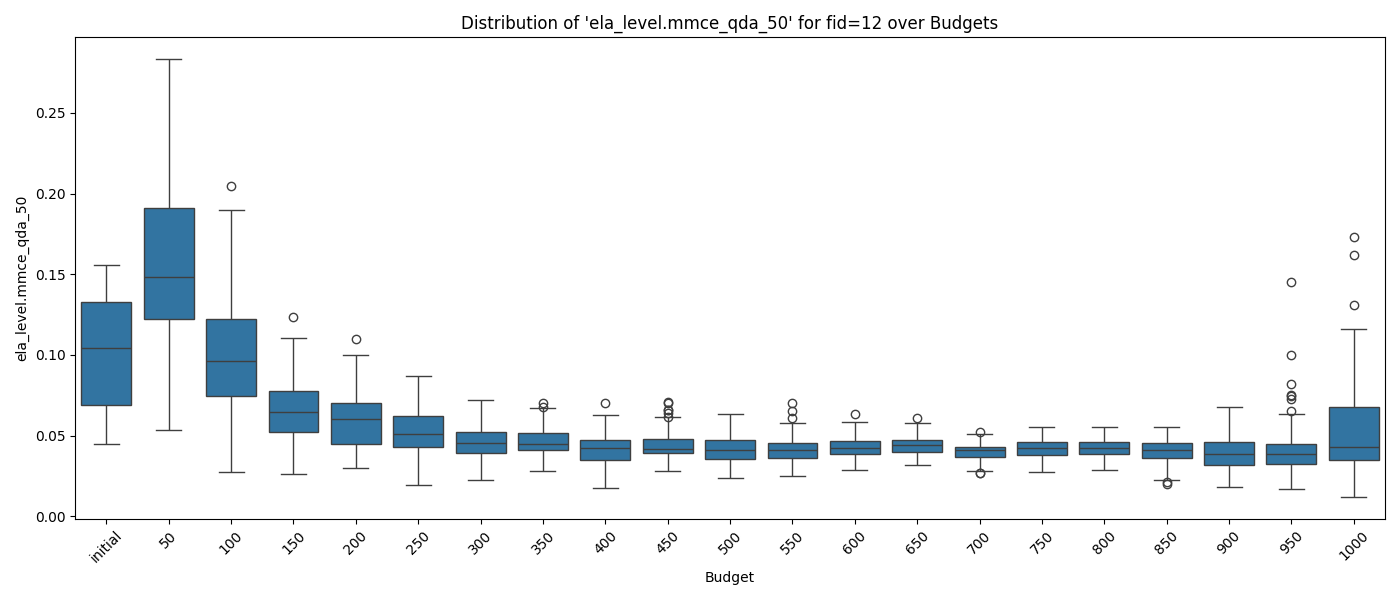 Distribution of 'ela_level.mmce_qda_50' for fid=12 over Budgets
ela_level.mmce_qda_50
0.25
0.20
0.15
0.10
0.05
0.00
initial 50 100 150 200 250 300 350 400 450 500 550 600 650 700 750 800 850 900 950 1000
Budget